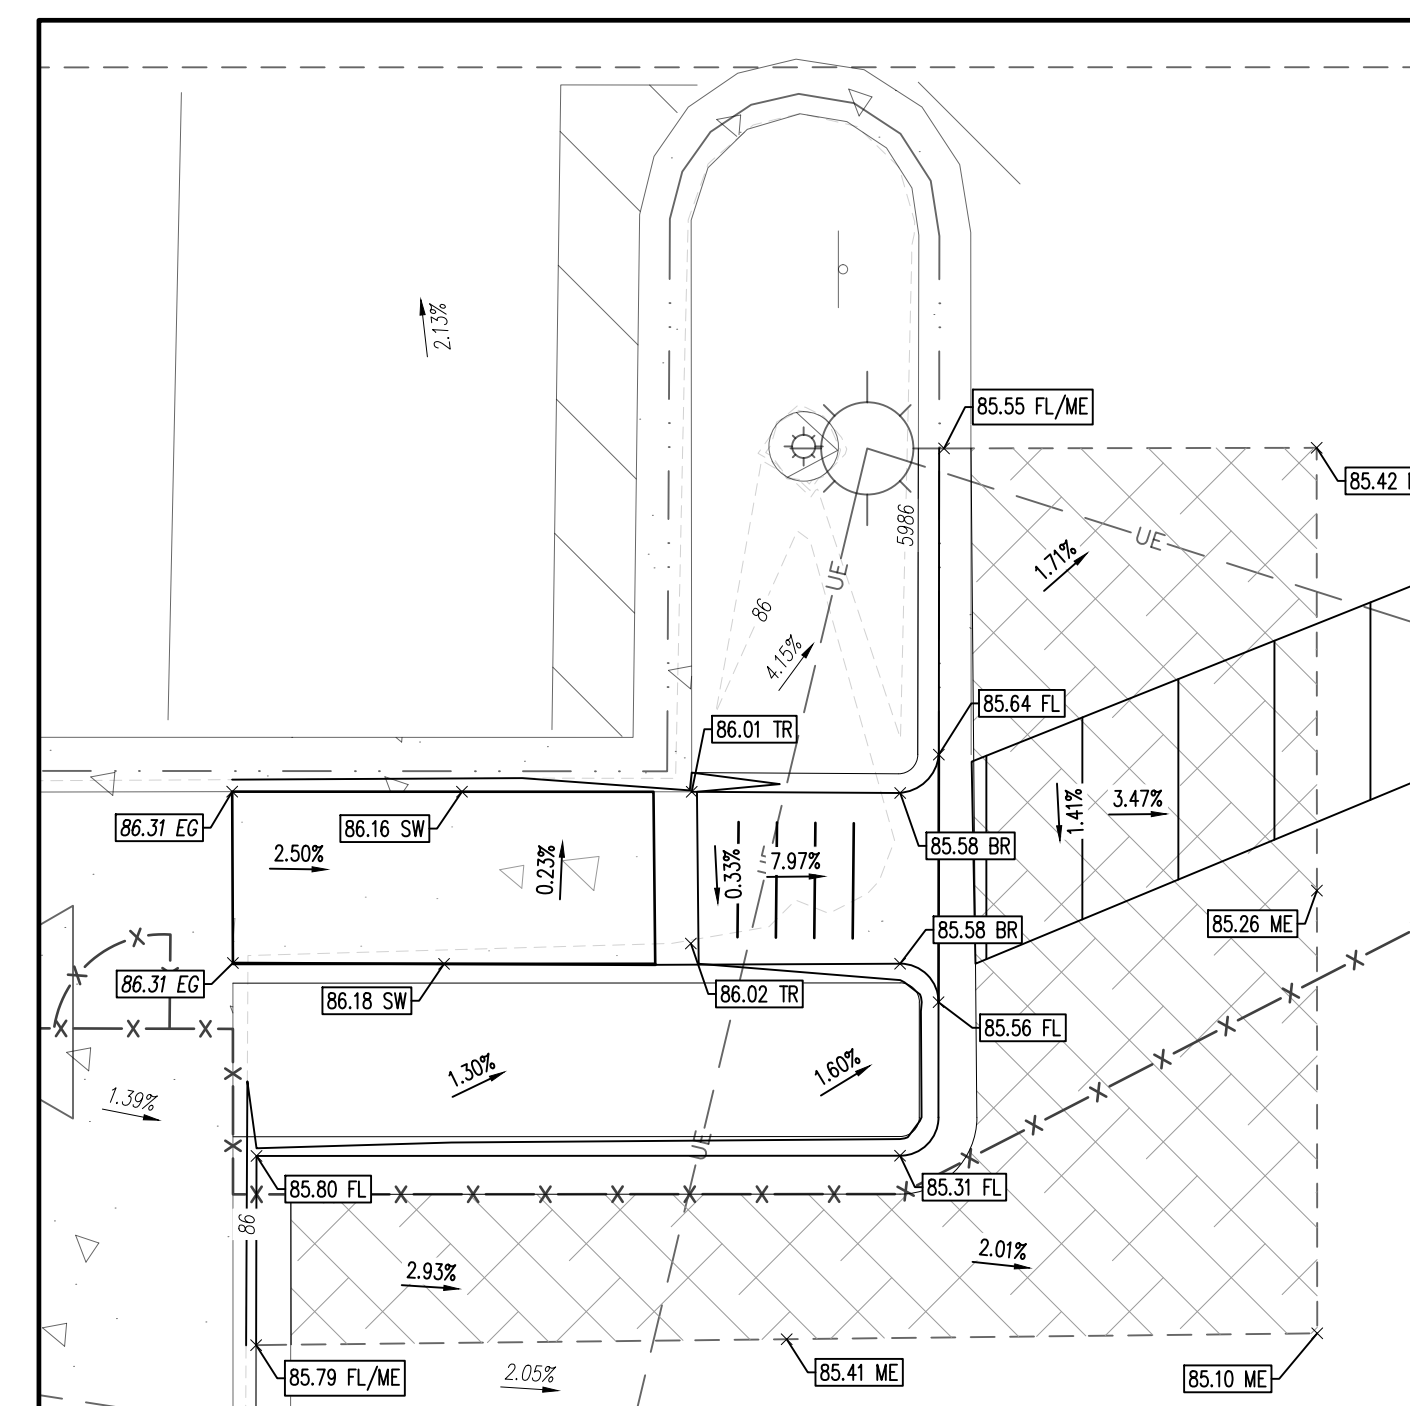 2.13%
85.55 FL/ME
85.42
5986
UE
1.71%
UE
86
4.15%
85.64 FL
86.01 TR
86.31 EG
86.16 SW
2.50%
0.23%
0.33%
7.97%
1.41%
3.47%
85.58 BR
85.58 BR
85.26 ME
86.31 EG
86.18 SW
86.02 TR
85.56 FL
1.39%
1.30%
1.60%
UE
85.80 FL
85.31 FL
86
2.93%
2.01%
85.79 FL/ME
2.05%
85.41 ME
85.10 ME